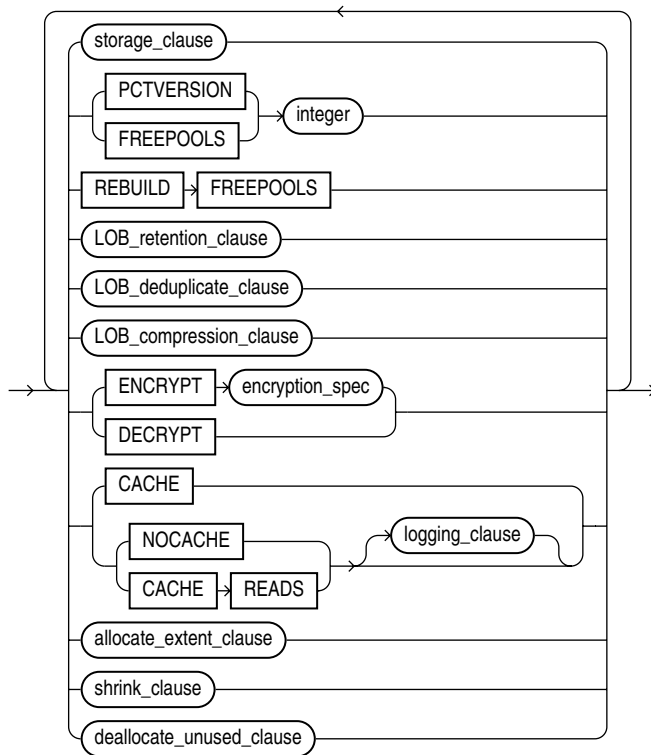 storage_clause
PCTVERSION
FREEPOOLS
integer
REBUILD FREEPOOLS
LOB_retention_clause
LOB_deduplicate_clause
LOB_compression_clause
ENCRYPT encryption_spec
DECRYPT
CACHE
NOCACHE
CACHE READS
logging_clause
allocate_extent_clause
shrink_clause
deallocate_unused_clause